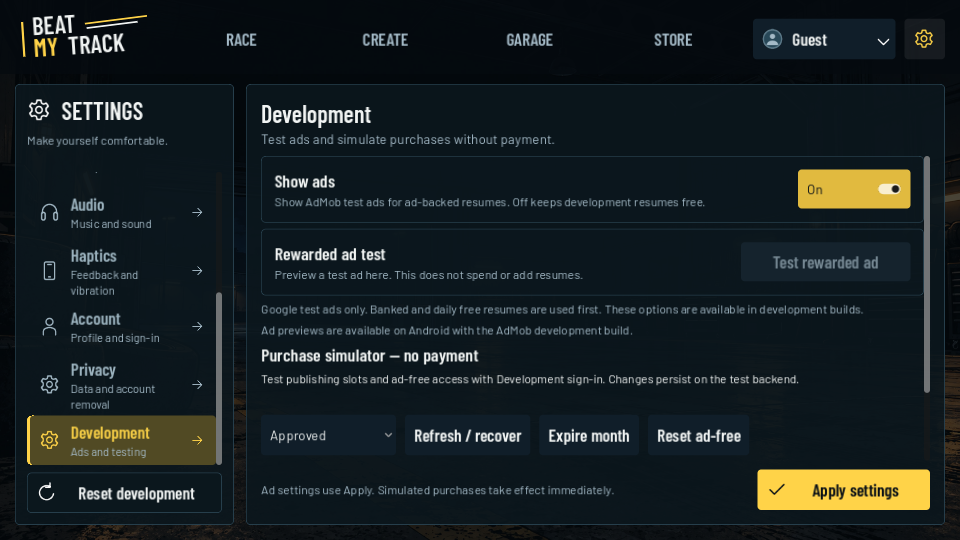 BEAT
MY TRACK
RACE
CREATE
GARAGE
STORE
Guest
SETTINGS
Make yourself comfortable.
Audio
Music and sound
Haptics
Feedback and
vibration
Account
Profile and sign-in
Privacy
Data and account
removal
Development
Ads and testing
Reset development
Development
Test ads and simulate purchases without payment.
Show ads
Show AdMob test ads for ad-backed resumes. Off keeps development resumes free.
On
Rewarded ad test
Preview a test ad here. This does not spend or add resumes.
Test rewarded ad
Google test ads only. Banked and daily free resumes are used first. These options are available in development builds.
Ad previews are available on Android with the AdMob development build.
Purchase simulator — no payment
Test publishing slots and ad-free access with Development sign-in. Changes persist on the test backend.
Approved
Refresh / recover
Expire month
Reset ad-free
Ad settings use Apply. Simulated purchases take effect immediately.
Apply settings